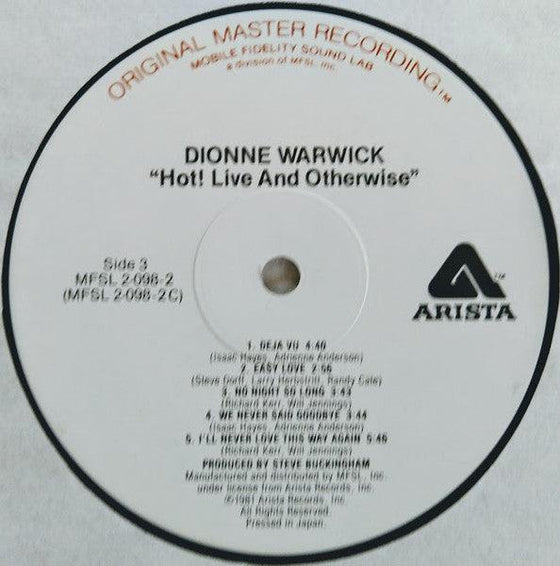 ORIGINAL MASTER RECORDING™
MOBILE FIDELITY SOUND LAB
a division of MFSL, Inc.
DIONNE WARWICK
"Hot! Live And Otherwise"
Side 3
MFSL 2-098-2
(MFSL 2-098-2C)
™
ARISTA
1. DEJA VU 4:40
(Isaac Hayes, Adrienne Anderson)
2. EASY LOVE 2:56
(Steve Dorff, Larry Herbstritt, Randy Cate)
3. NO NIGHT SO LONG 3:43
(Richard Kerr, Will Jennings)
4. WE NEVER SAID GOODBYE 3:44
(Isaac Hayes, Adrienne Anderson)
5. I'LL NEVER LOVE THIS WAY AGAIN 5:46
(Richard Kerr, Will Jennings)
PRODUCED BY STEVE BUCKINGHAM
Manufactured and distributed by MFSL, Inc.
under license from Arista Records, Inc.
©1981 Arista Records, Inc.
All Rights Reserved.
Pressed in Japan.